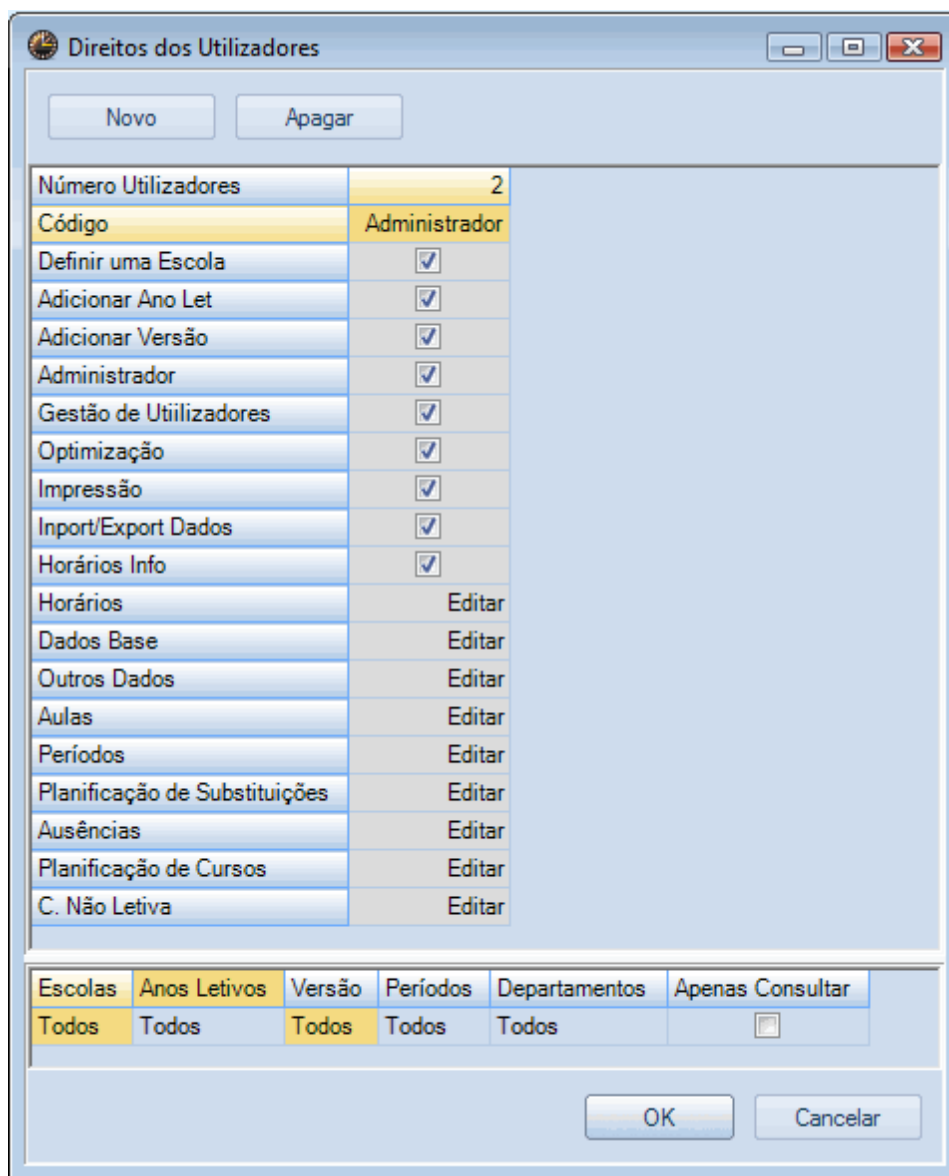 Direitos dos Utilizadores
Novo Apagar
Número Utilizadores 2
Código Administrador
Definir uma Escola
Adicionar Ano Let
Adicionar Versão
Administrador
Gestão de Utiilizadores
Optimização
Impressão
Inport/Export Dados
Horários Info
Horários Editar
Dados Base Editar
Outros Dados Editar
Aulas Editar
Períodos Editar
Planificação de Substituições Editar
Ausências Editar
Planificação de Cursos Editar
C. Não Letiva Editar
Escolas Anos Letivos Versão Períodos Departamentos Apenas Consultar
Todos Todos Todos Todos Todos
OK Cancelar